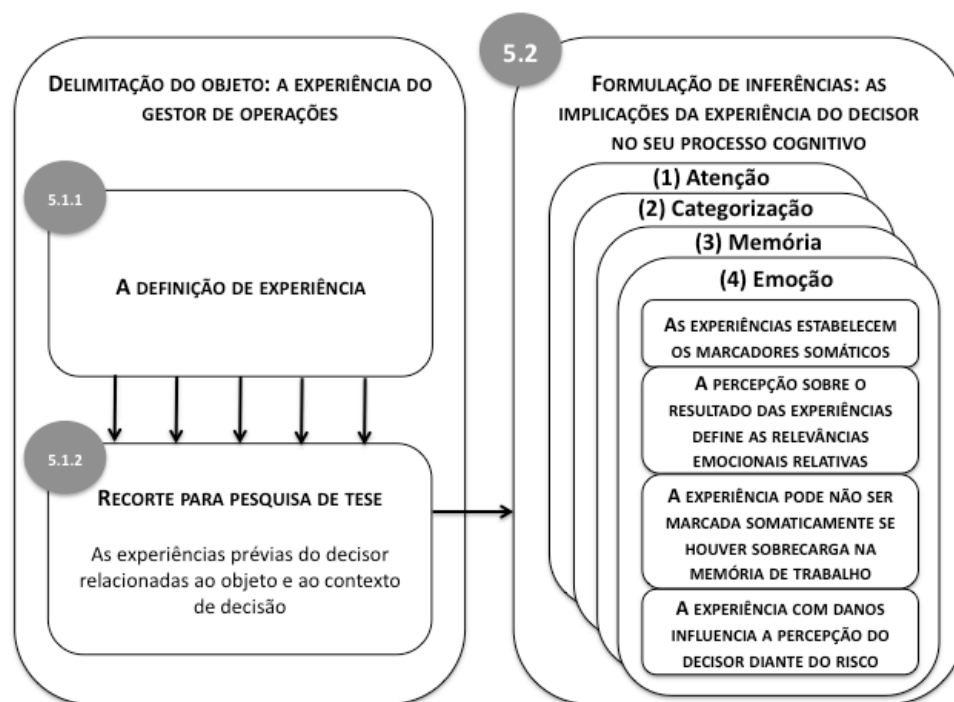 DELIMITAÇÃO DO OBJETO: A EXPERIÊNCIA DO
GESTOR DE OPERAÇÕES
5.1.1
A DEFINIÇÃO DE EXPERIÊNCIA
5.1.2
RECORTE PARA PESQUISA DE TESE
As experiências prévias do decisor
relacionadas ao objeto e ao contexto
de decisão
5.2
FORMULAÇÃO DE INFERÊNCIAS: AS
IMPLICAÇÕES DA EXPERIÊNCIA DO DECISOR
NO SEU PROCESSO COGNITIVO
(1) Atenção
(2) Categorização
(3) Memória
(4) Emoção
AS EXPERIÊNCIAS ESTABELECEM
OS MARCADORES SOMÁTICOS
A PERCEPÇÃO SOBRE O
RESULTADO DAS EXPERIÊNCIAS
DEFINE AS RELEVÂNCIAS
EMOCIONAIS RELATIVAS
A EXPERIÊNCIA PODE NÃO SER
MARCADA SOMATICAMENTE SE
HOUVER SOBRECARGA NA
MEMÓRIA DE TRABALHO
A EXPERIÊNCIA COM DANOS
INFLUENCIA A PERCEPÇÃO DO
DECISOR DIANTE DO RISCO